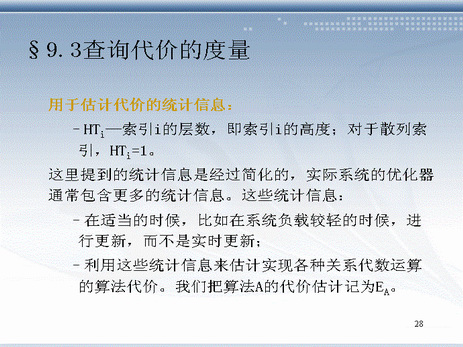 §9.3查询代价的度量
用于估计代价的统计信息：
–HTi—索引i的层数，即索引i的高度；对于散列索
引，HTi=1。
这里提到的统计信息是经过简化的，实际系统的优化器
通常包含更多的统计信息。这些统计信息：
–在适当的时候，比如在系统负载较轻的时候，进
行更新，而不是实时更新；
–利用这些统计信息来估计实现各种关系代数运算
的算法代价。我们把算法A的代价估计记为EA。
28